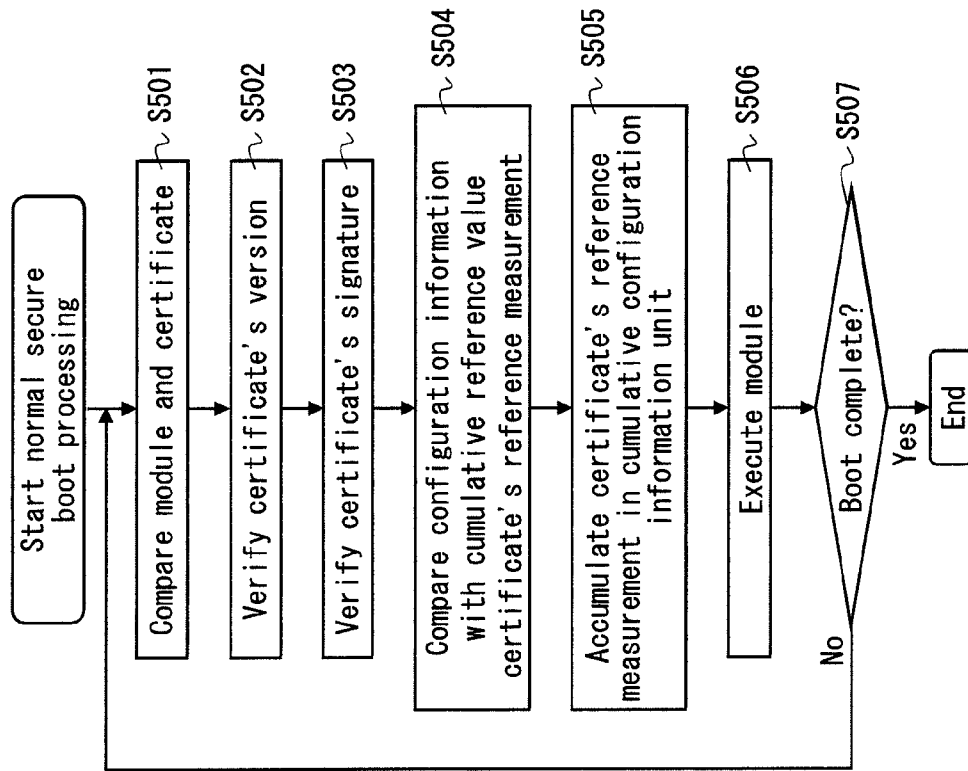 Start normal secure
boot processing
Compare module and certificate
S501
Verify certificate's version
S502
Verify certificate's signature
S503
Compare configuration information
with cumulative reference value
certificate's reference measurement
S504
Accumulate certificate's reference
measurement in cumulative configuration
information unit
S505
Execute module
S506
Boot complete?
S507
No
Yes
End